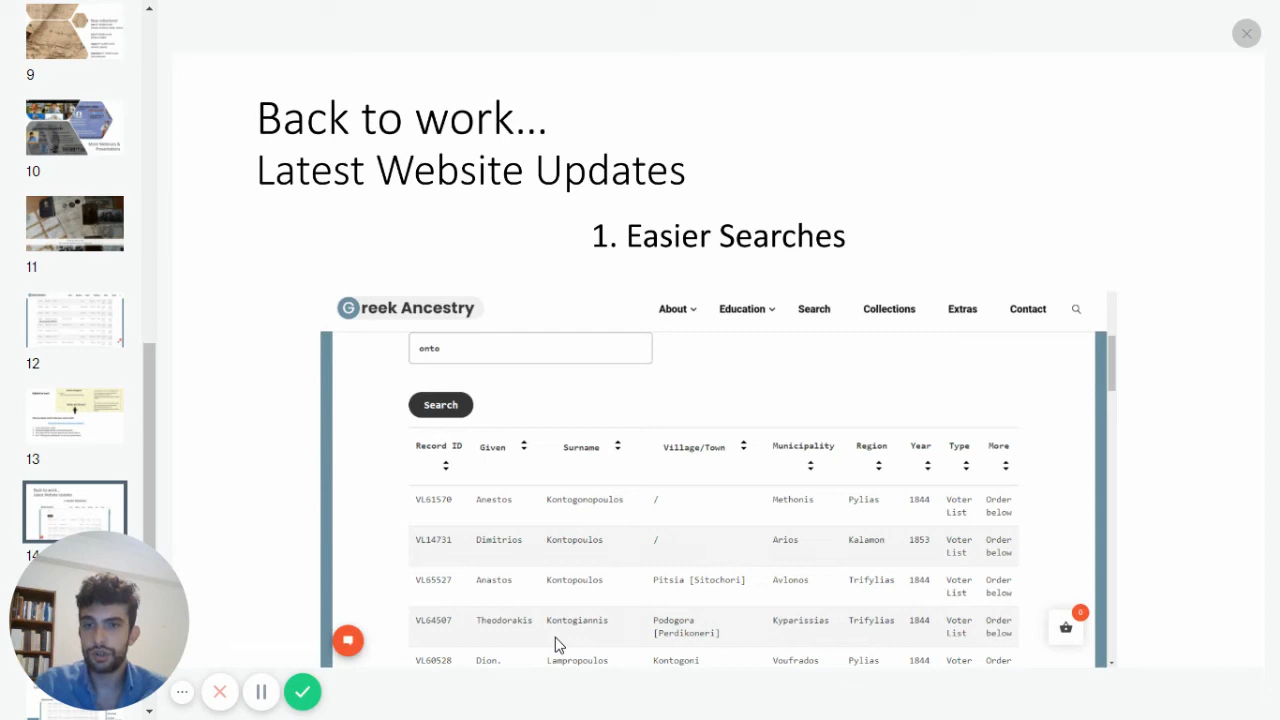 9
10
11
12
13
14
Back to work...
Latest Website Updates
1. Easier Searches
Greek Ancestry
About Education Search Collections Extras Contact
onto
Search
Record ID Given Surname Village/Town Municipality Region Year Type More
VL61570 Anestos Kontogonopoulos / Methonis Pylias 1844 Voter List Order below
VL14731 Dimitrios Kontopoulos / Arios Kalamon 1853 Voter List Order below
VL65527 Anastos Kontopoulos Pitsia [Sitochori] Avlonos Trifylias 1844 Voter List Order below
VL64507 Theodorakis Kontogiannis Podogora [Perdikoneri] Kyparissias Trifylias 1844 Voter List Order below
VL60528 Dion. Lampropoulos Kontogoni Voufrados Pylias 1844 Voter Order
0